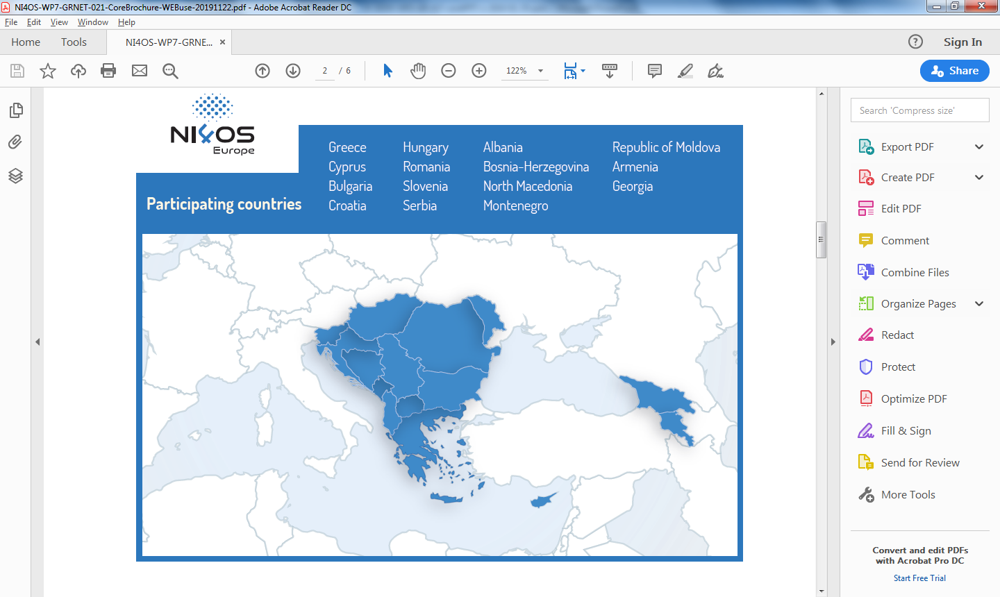 NI4OS-WP7-GRNET-021-CoreBrochure-WEBuse-20191122.pdf - Adobe Acrobat Reader DC
File Edit View Window Help
Home Tools NI4OS-WP7-GRNE... × Sign In
2 / 6 122% Share
NI4OS
Europe
Participating countries
Greece
Cyprus
Bulgaria
Croatia
Hungary
Romania
Slovenia
Serbia
Albania
Bosnia-Herzegovina
North Macedonia
Montenegro
Republic of Moldova
Armenia
Georgia
Search 'Compress size'
Export PDF
Create PDF
Edit PDF
Comment
Combine Files
Organize Pages
Redact
Protect
Optimize PDF
Fill & Sign
Send for Review
More Tools
Convert and edit PDFs
with Acrobat Pro DC
Start Free Trial